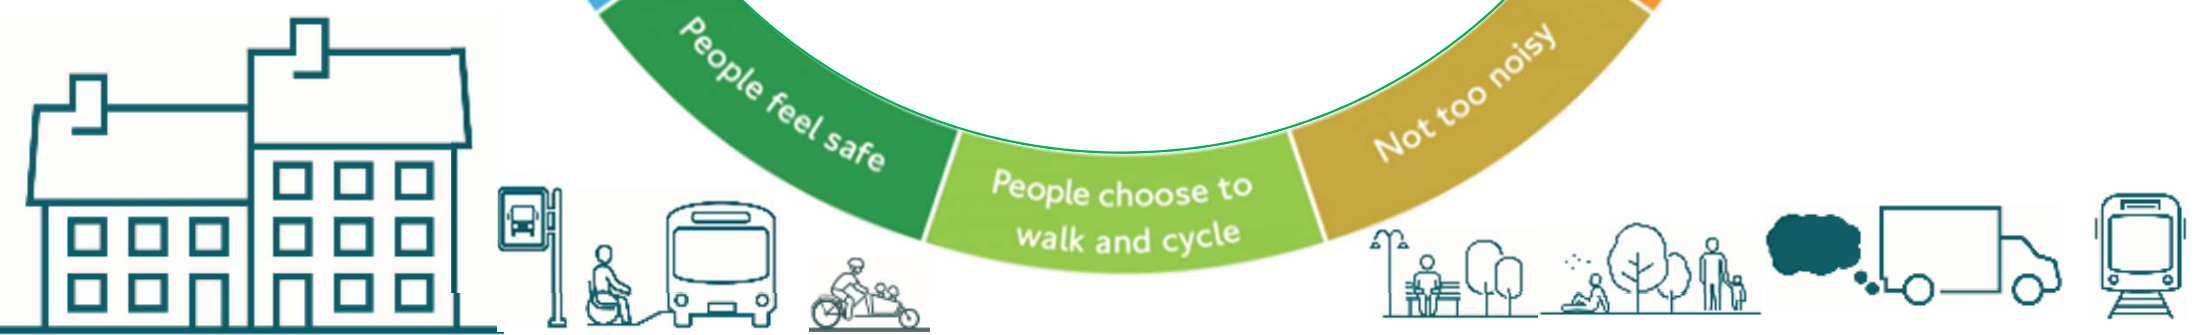 People feel safe
People choose to
walk and cycle
Not too noisy